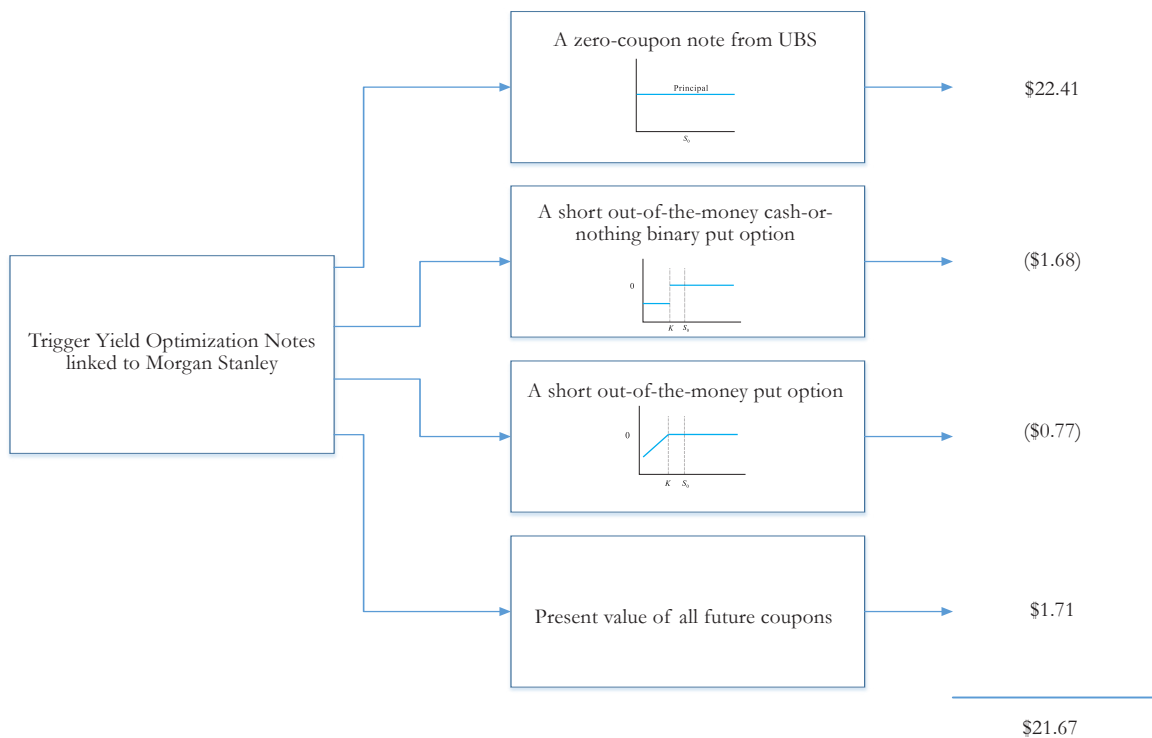 A zero-coupon note from UBS
Principal
S0
$22.41
A short out-of-the-money cash-or-
nothing binary put option
0
K
S0
($1.68)
Trigger Yield Optimization Notes
linked to Morgan Stanley
A short out-of-the-money put option
0
K
S0
($0.77)
Present value of all future coupons
$1.71
$21.67